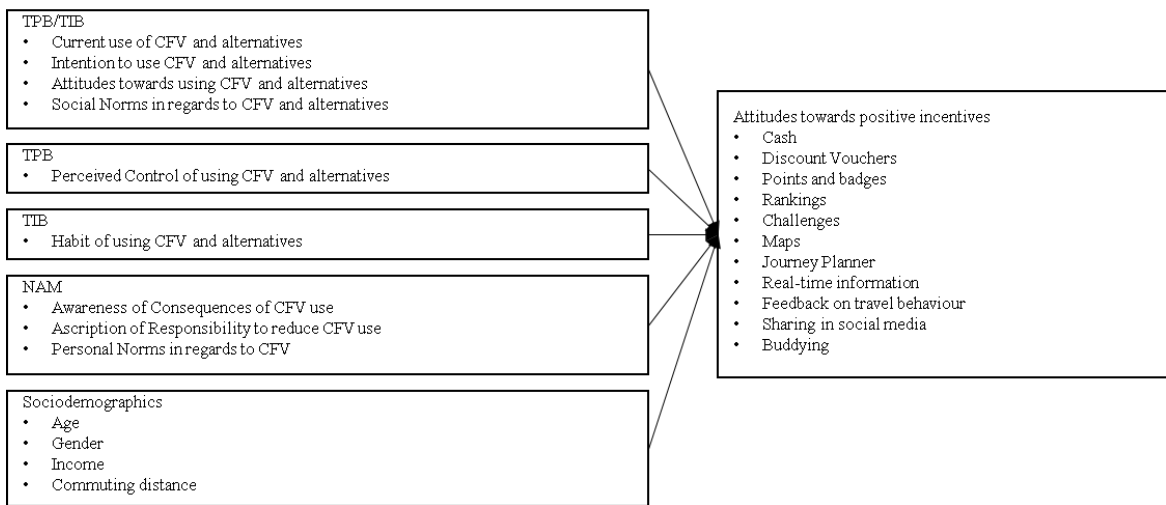 TPB/TIB
• Current use of CFV and alternatives
• Intention to use CFV and alternatives
• Attitudes towards using CFV and alternatives
• Social Norms in regards to CFV and alternatives
TPB
• Perceived Control of using CFV and alternatives
TIB
• Habit of using CFV and alternatives
NAM
• Awareness of Consequences of CFV use
• Ascription of Responsibility to reduce CFV use
• Personal Norms in regards to CFV
Sociodemographics
• Age
• Gender
• Income
• Commuting distance
Attitudes towards positive incentives
• Cash
• Discount Vouchers
• Points and badges
• Rankings
• Challenges
• Maps
• Journey Planner
• Real-time information
• Feedback on travel behaviour
• Sharing in social media
• Buddying